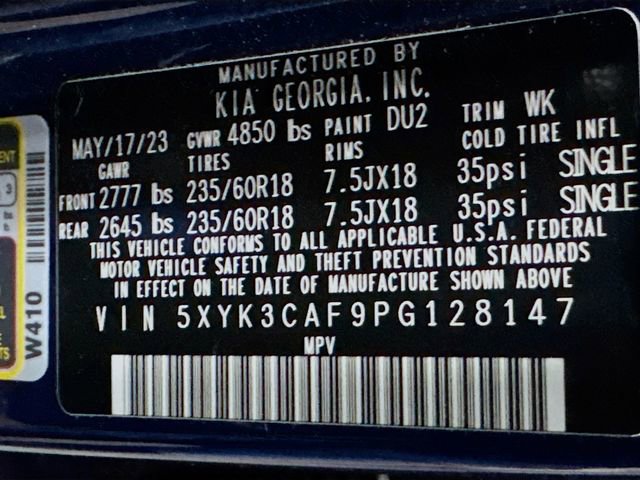 MANUFACTURED BY
KIA GEORGIA, INC.
MAY/17/23 GVWR 4850 lbs PAINT DU2 TRIM WK
GAWR TIRES RIMS COLD TIRE INFL
FRONT 2777 lbs 235/60R18 7.5JX18 35psi SINGLE
REAR 2645 lbs 235/60R18 7.5JX18 35psi SINGLE
THIS VEHICLE CONFORMS TO ALL APPLICABLE U.S.A. FEDERAL
MOTOR VEHICLE SAFETY AND THEFT PREVENTION STANDARDS
IN EFFECT ON THE DATE OF MANUFACTURE SHOWN ABOVE
VIN 5XYK3CAF9PG128147
MPV
W410